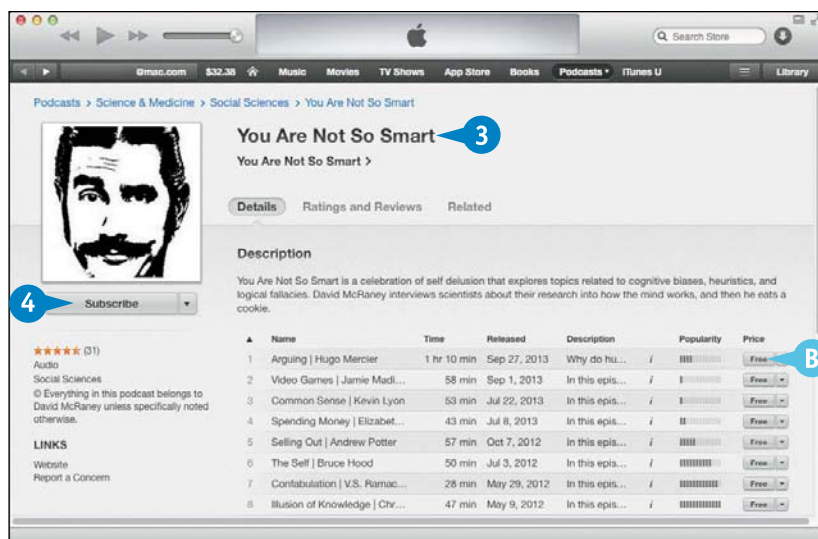 Search Store
@mac.com $32.38 Music Movies TV Shows App Store Books Podcasts iTunes U Library
Podcasts > Science & Medicine > Social Sciences > You Are Not So Smart
You Are Not So Smart 3
You Are Not So Smart >
Details Ratings and Reviews Related
Description
You Are Not So Smart is a celebration of self delusion that explores topics related to cognitive biases, heuristics, and
logical fallacies. David McRaney interviews scientists about their research into how the mind works, and then he eats a
cookie.
4 Subscribe
(31)
Audio
Social Sciences
© Everything in this podcast belongs to
David McRaney unless specifically noted
otherwise.
LINKS
Website
Report a Concern
Name Time Released Description Popularity Price
1 Arguing | Hugo Mercier 1 hr 10 min Sep 27, 2013 Why do hu... i Free B
2 Video Games | Jamie Madi... 58 min Sep 1, 2013 In this epis... i Free
3 Common Sense | Kevin Lyon 53 min Jul 22, 2013 In this epis... i Free
4 Spending Money | Elizabet... 43 min Jul 8, 2013 In this epis... i Free
5 Selling Out | Andrew Potter 57 min Oct 7, 2012 In this epis... i Free
6 The Self | Bruce Hood 50 min Jul 3, 2012 In this epis... i Free
7 Confabulation | V.S. Ramac... 28 min May 29, 2012 In this epis... i Free
8 Illusion of Knowledge | Chr... 47 min May 9, 2012 In this epis... i Free